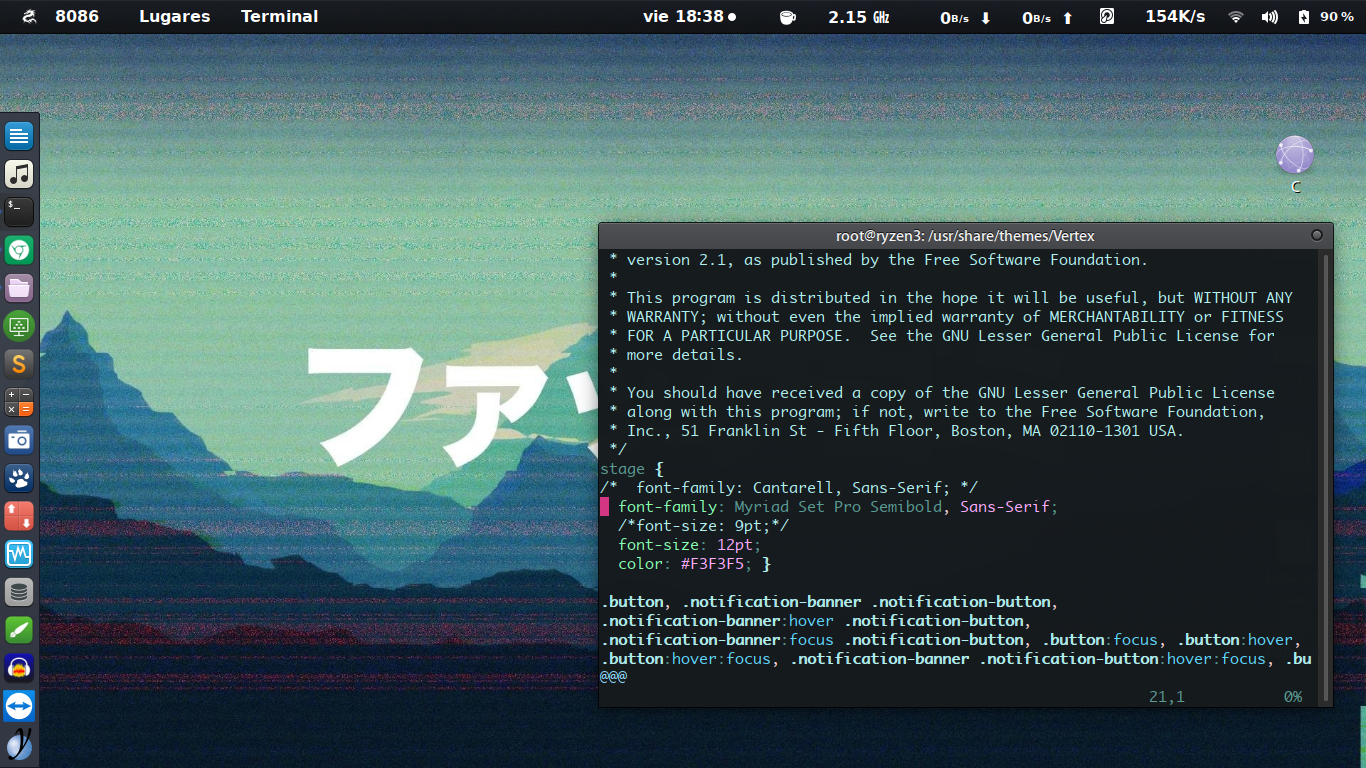 8086 Lugares Terminal vie 18:38 2.15 GHz 0B/s 0B/s 154K/s 90 %
C
ファッ
root@ryzen3: /usr/share/themes/Vertex
* version 2.1, as published by the Free Software Foundation.
*
* This program is distributed in the hope it will be useful, but WITHOUT ANY
* WARRANTY; without even the implied warranty of MERCHANTABILITY or FITNESS
* FOR A PARTICULAR PURPOSE.  See the GNU Lesser General Public License for
* more details.
*
* You should have received a copy of the GNU Lesser General Public License
* along with this program; if not, write to the Free Software Foundation,
* Inc., 51 Franklin St - Fifth Floor, Boston, MA 02110-1301 USA.
*/
stage {
/*  font-family: Cantarell, Sans-Serif; */
font-family: Myriad Set Pro Semibold, Sans-Serif;
/*font-size: 9pt;*/
font-size: 12pt;
color: #F3F3F5; }
.button, .notification-banner .notification-button,
.notification-banner:hover .notification-button,
.notification-banner:focus .notification-button, .button:focus, .button:hover,
.button:hover:focus, .notification-banner .notification-button:hover:focus, .bu
@@@
21,1 0%